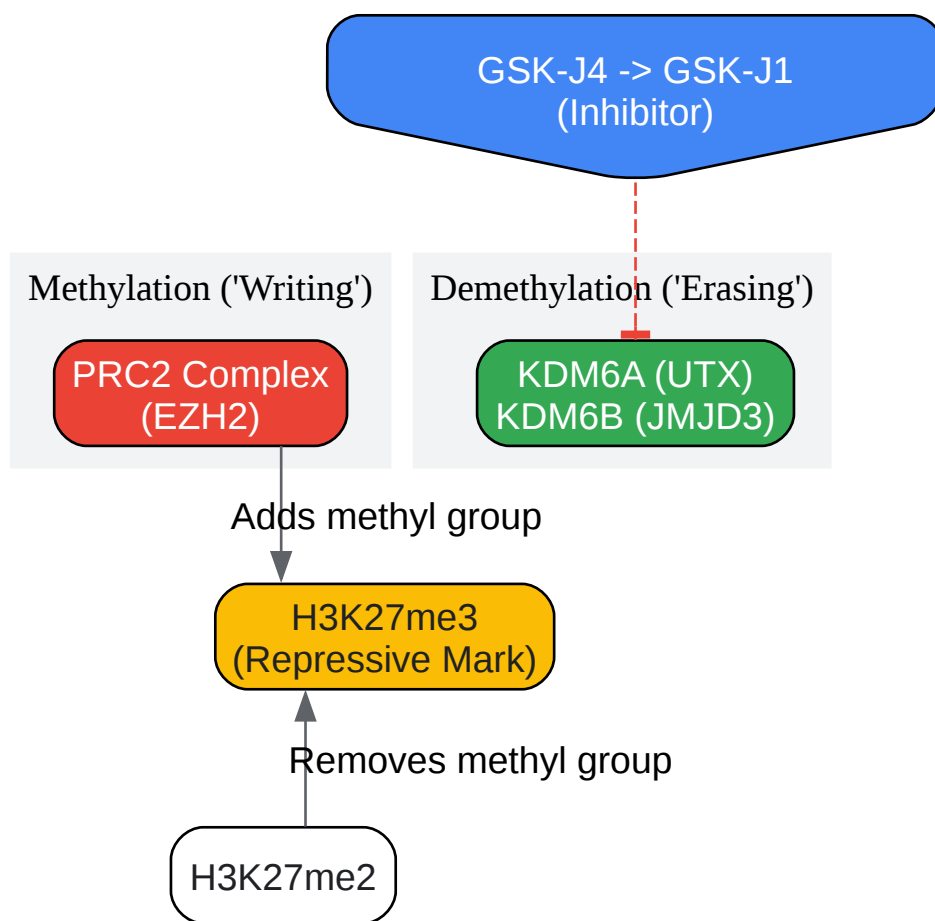 GSK-J4 -> GSK-J1
(Inhibitor)
Methylation ('Writing')
Demethylation ('Erasing')
PRC2 Complex
(EZH2)
KDM6A (UTX)
KDM6B (JMJD3)
Adds methyl group
H3K27me3
(Repressive Mark)
Removes methyl group
H3K27me2